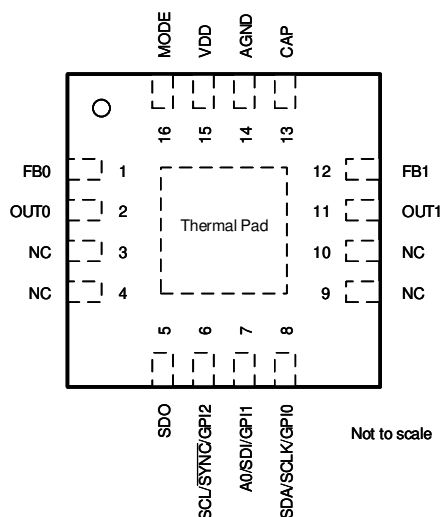 MODE
VDD
AGND
CAP
16
15
14
13
FB0
1
12
FB1
OUT0
2
Thermal Pad
11
OUT1
NC
3
10
NC
NC
4
9
NC
5
6
7
8
SDO
SCL/SYNC/GPI2
A0/SDI/GPI1
SDA/SCLK/GPI0
Not to scale